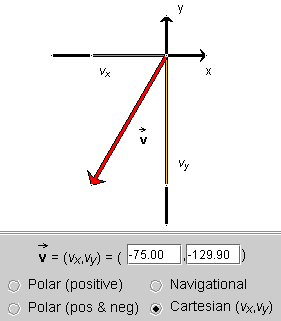 y
x
vx
v
vy
v = (vx,vy) = ( -75.00 , -129.90 )
Polar (positive) Navigational
Polar (pos & neg) Cartesian (vx,vy)